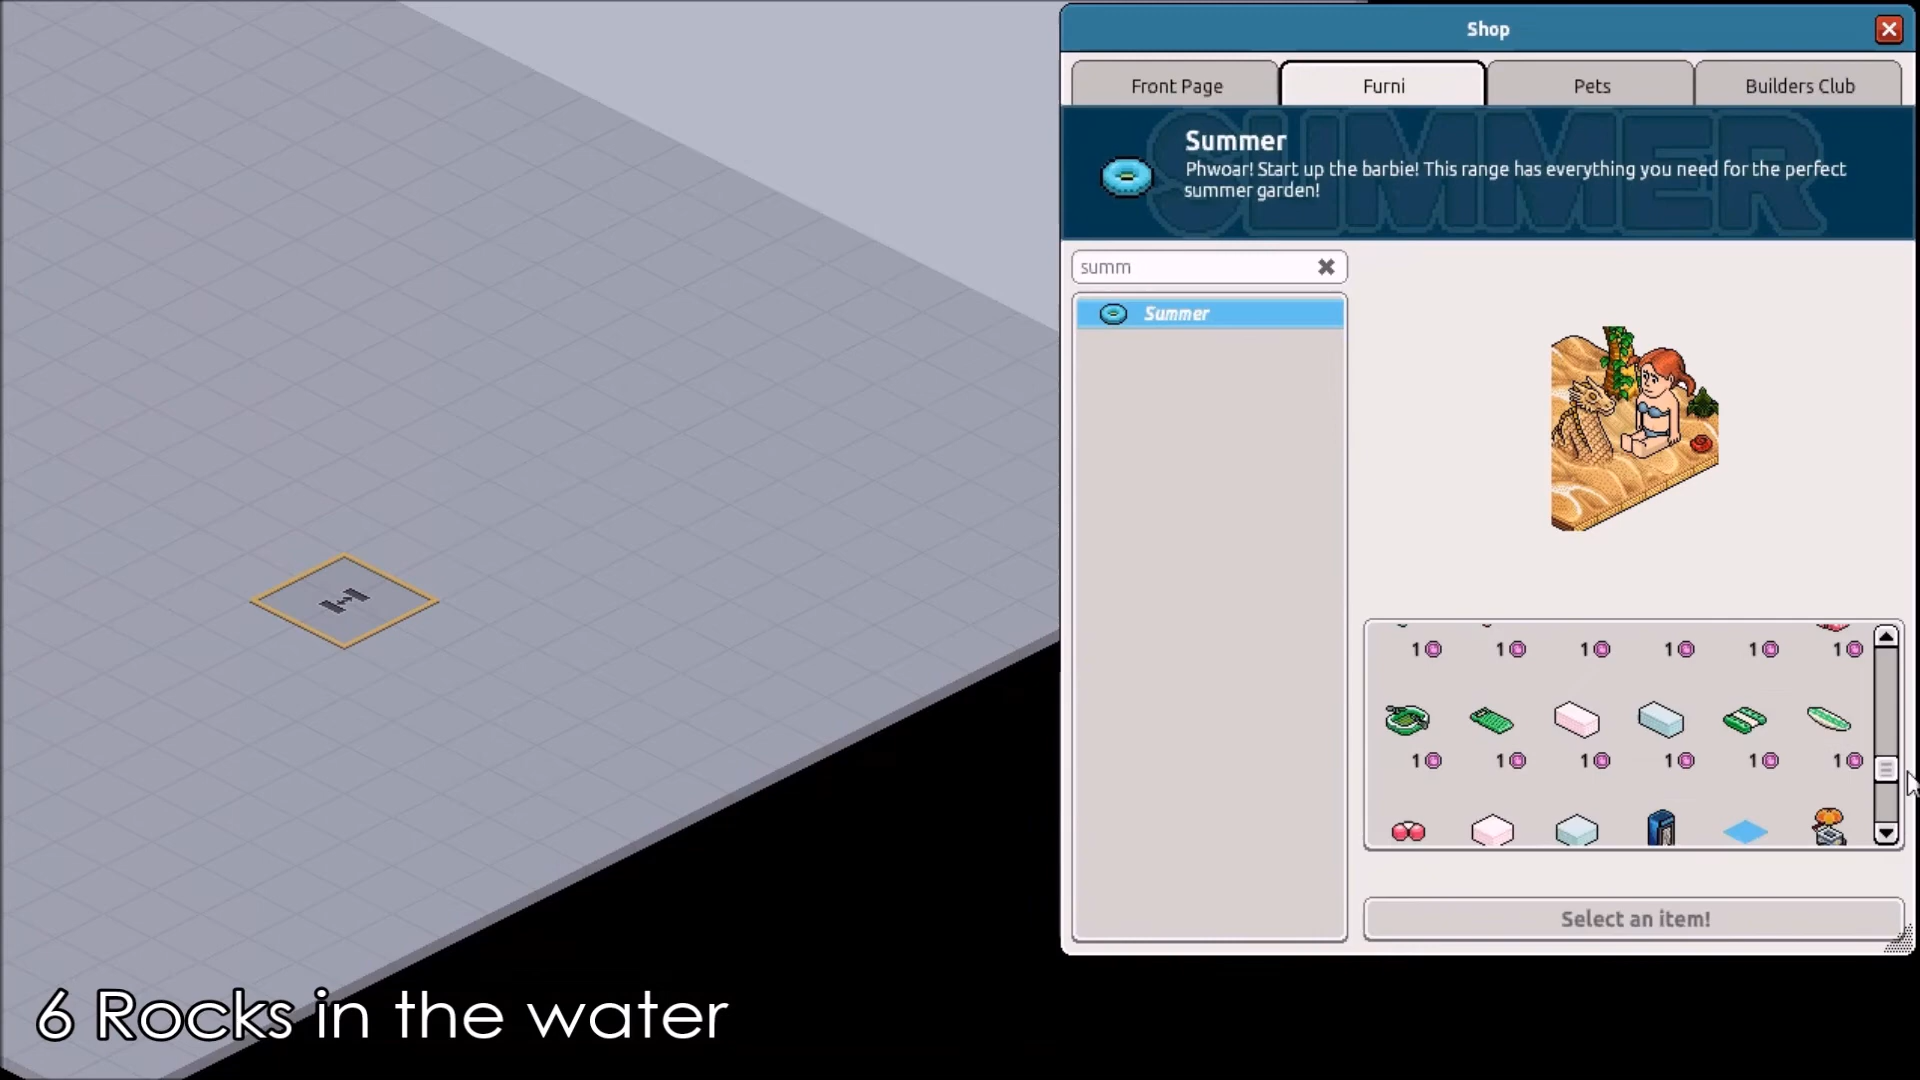 Shop
Front Page
Furni
Pets
Builders Club
SUMMER
Summer
Phwoar! Start up the barbie! This range has everything you need for the perfect
summer garden!
summ
Summer
1 1 1 1 1 1
1 1 1 1 1 1
Select an item!
6 Rocks in the water